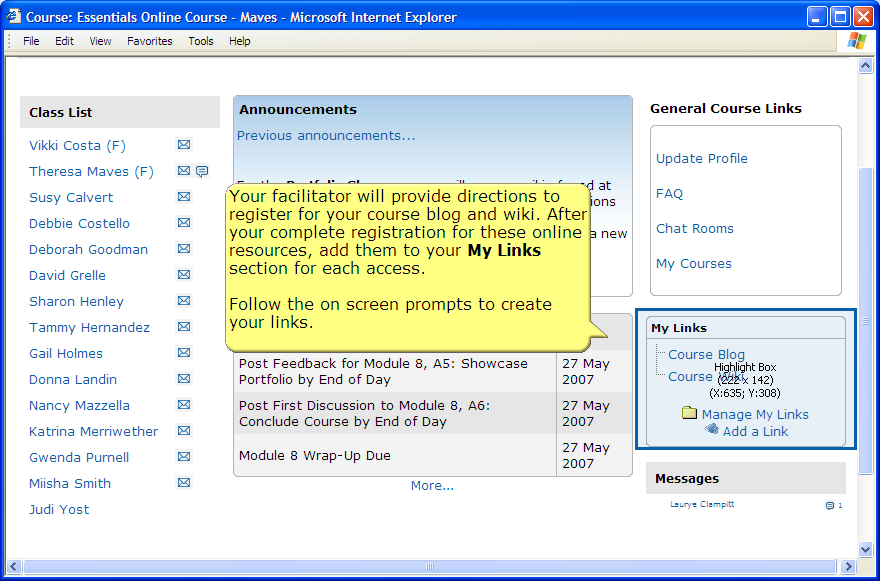 Course: Essentials Online Course - Maves - Microsoft Internet Explorer
File Edit View Favorites Tools Help
Class List
Vikki Costa (F)
Theresa Maves (F)
Susy Calvert
Debbie Costello
Deborah Goodman
David Grelle
Sharon Henley
Tammy Hernandez
Gail Holmes
Donna Landin
Nancy Mazzella
Katrina Merriwether
Gwenda Purnell
Miisha Smith
Judi Yost
Announcements
Previous announcements...
at
a new
Your facilitator will provide directions to
register for your course blog and wiki. After
your complete registration for these online
resources, add them to your My Links
section for each access.
Follow the on screen prompts to create
your links.
Post Feedback for Module 8, A5: Showcase
Portfolio by End of Day
27 May
2007
Post First Discussion to Module 8, A6:
Conclude Course by End of Day
27 May
2007
Module 8 Wrap-Up Due
27 May
2007
More...
General Course Links
Update Profile
FAQ
Chat Rooms
My Courses
My Links
Course Blog
Highlight Box
Course Wiki
(222 x 142)
(X:635; Y:308)
Manage My Links
Add a Link
Messages
Laurye Clampitt
1